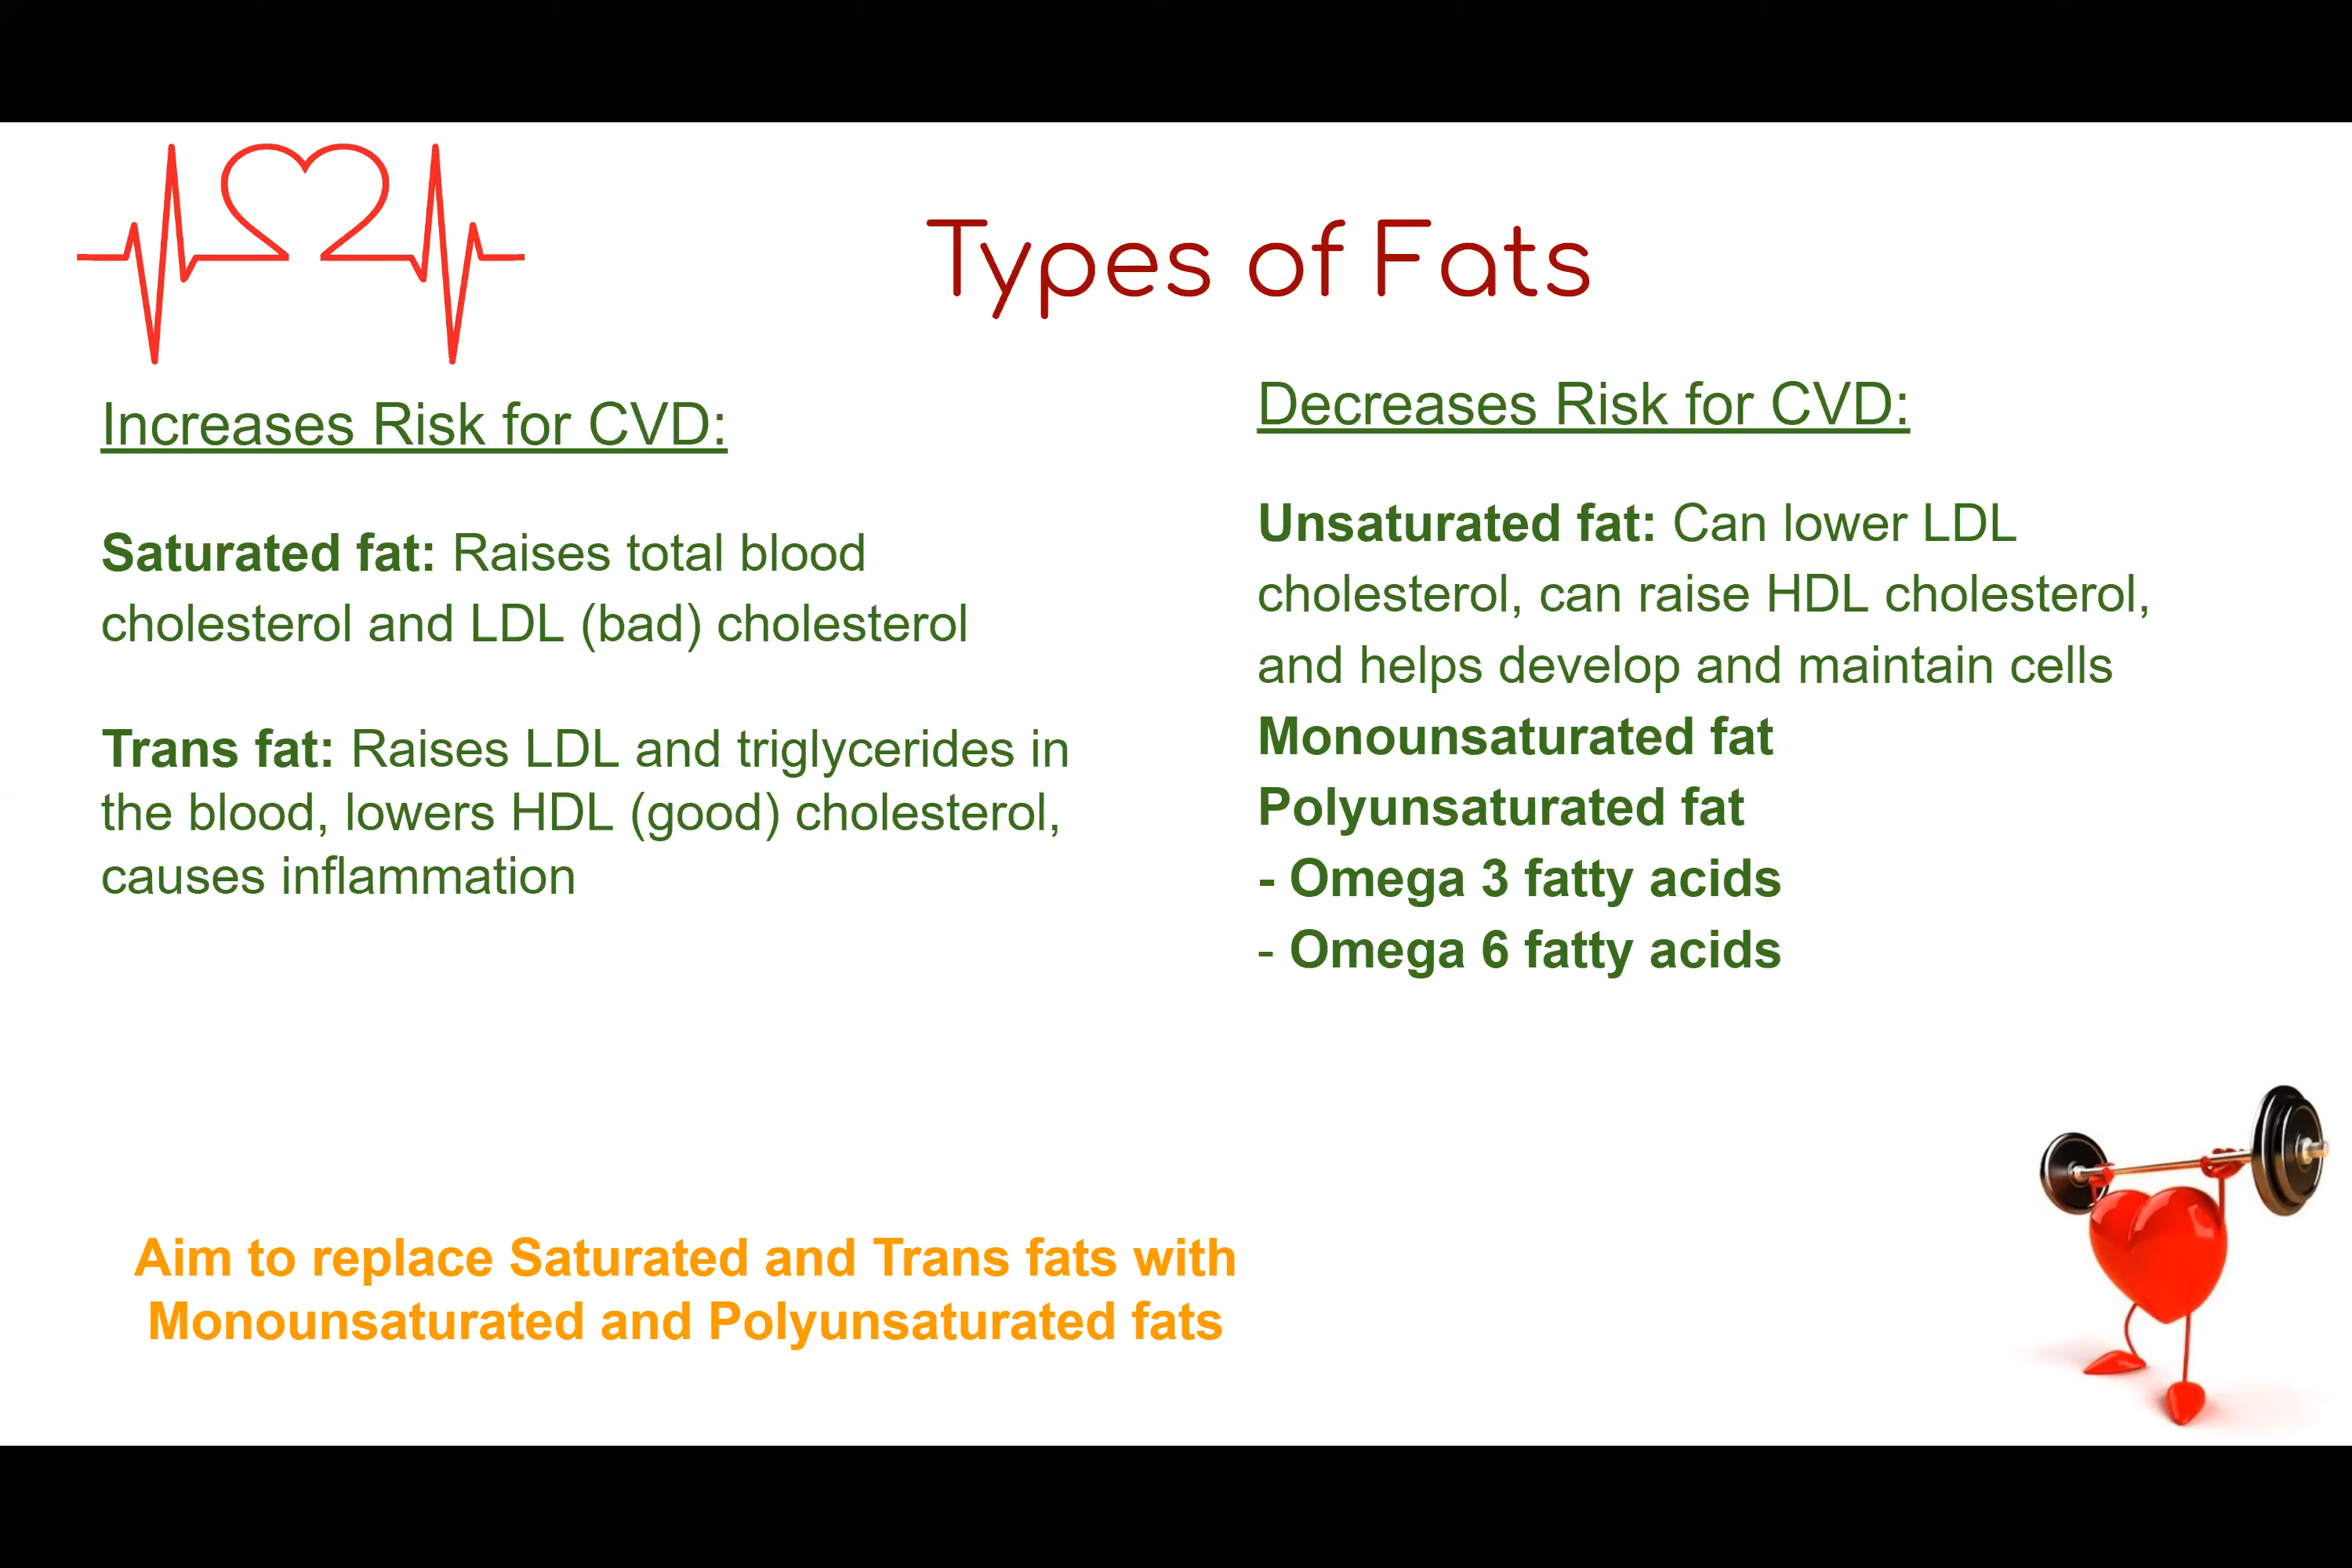 Types of Fats
Increases Risk for CVD:
Saturated fat: Raises total blood
cholesterol and LDL (bad) cholesterol
Trans fat: Raises LDL and triglycerides in
the blood, lowers HDL (good) cholesterol,
causes inflammation
Decreases Risk for CVD:
Unsaturated fat: Can lower LDL
cholesterol, can raise HDL cholesterol,
and helps develop and maintain cells
Monounsaturated fat
Polyunsaturated fat
- Omega 3 fatty acids
- Omega 6 fatty acids
Aim to replace Saturated and Trans fats with
Monounsaturated and Polyunsaturated fats